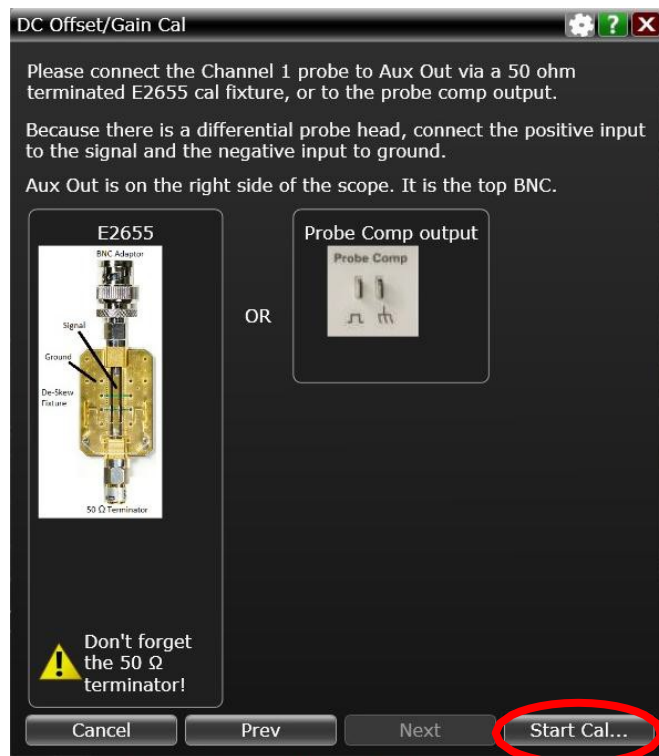 DC Offset/Gain Cal
?
X
Please connect the Channel 1 probe to Aux Out via a 50 ohm
terminated E2655 cal fixture, or to the probe comp output.
Because there is a differential probe head, connect the positive input
to the signal and the negative input to ground.
Aux Out is on the right side of the scope. It is the top BNC.
E2655
BNC Adaptor
Signal
Ground
De-Skew
Fixture
50 Ω Terminator
Don't forget
the 50 Ω
terminator!
OR
Probe Comp output
Probe Comp
Cancel
Prev
Next
Start Cal...